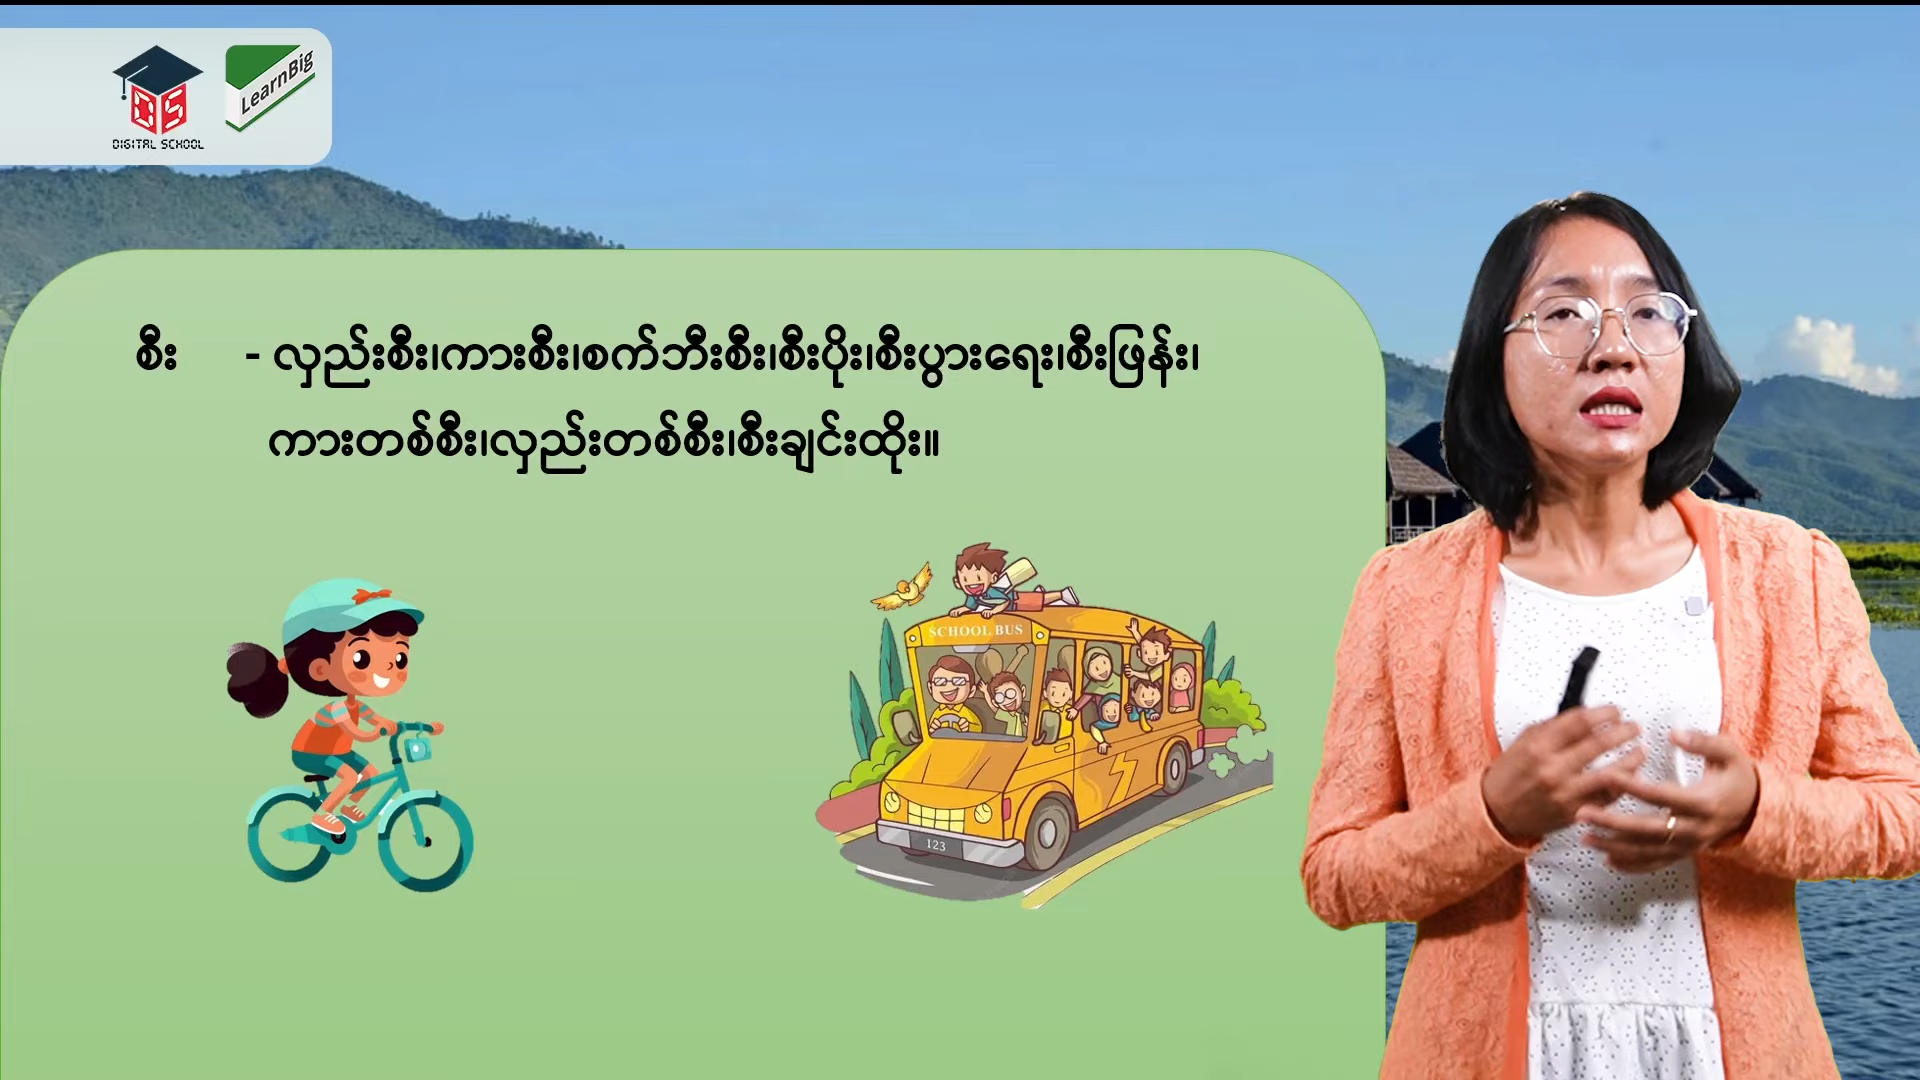 DIGITAL SCHOOL
LearnBig
စီး - လှည်းစီး၊ကားစီး၊စက်ဘီးစီး၊စီးပိုး၊စီးပွားရေး၊စီးဖြန်း၊
ကားတစ်စီး၊လှည်းတစ်စီး၊စီးချင်းထိုး။
SCHOOL BUS
123